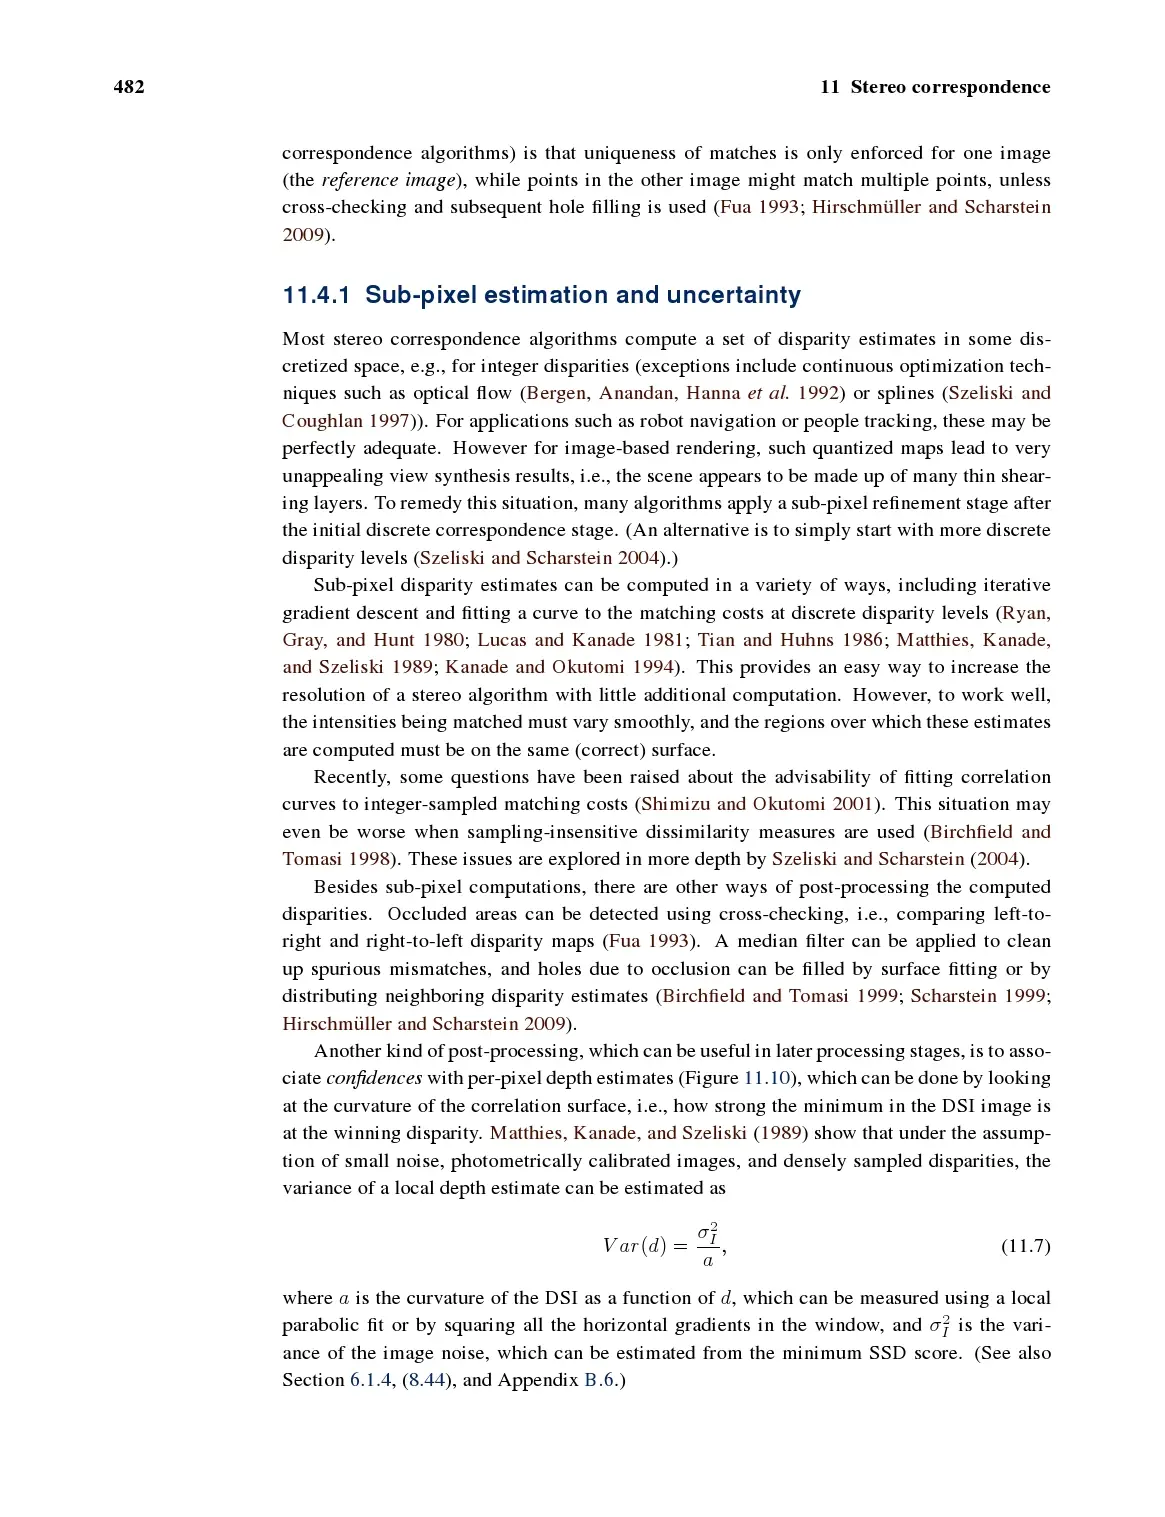 482
11 Stereo correspondence
correspondence algorithms) is that uniqueness of matches is only enforced for one image
(the reference image), while points in the other image might match multiple points, unless
cross-checking and subsequent hole filling is used (Fua 1993; Hirschmüller and Scharstein
2009).
11.4.1 Sub-pixel estimation and uncertainty
Most stereo correspondence algorithms compute a set of disparity estimates in some dis-
cretized space, e.g., for integer disparities (exceptions include continuous optimization tech-
niques such as optical flow (Bergen, Anandan, Hanna et al. 1992) or splines (Szeliski and
Coughlan 1997)). For applications such as robot navigation or people tracking, these may be
perfectly adequate. However for image-based rendering, such quantized maps lead to very
unappealing view synthesis results, i.e., the scene appears to be made up of many thin shear-
ing layers. To remedy this situation, many algorithms apply a sub-pixel refinement stage after
the initial discrete correspondence stage. (An alternative is to simply start with more discrete
disparity levels (Szeliski and Scharstein 2004).)
Sub-pixel disparity estimates can be computed in a variety of ways, including iterative
gradient descent and fitting a curve to the matching costs at discrete disparity levels (Ryan,
Gray, and Hunt 1980; Lucas and Kanade 1981; Tian and Huhns 1986; Matthies, Kanade,
and Szeliski 1989; Kanade and Okutomi 1994). This provides an easy way to increase the
resolution of a stereo algorithm with little additional computation. However, to work well,
the intensities being matched must vary smoothly, and the regions over which these estimates
are computed must be on the same (correct) surface.
Recently, some questions have been raised about the advisability of fitting correlation
curves to integer-sampled matching costs (Shimizu and Okutomi 2001). This situation may
even be worse when sampling-insensitive dissimilarity measures are used (Birchfield and
Tomasi 1998). These issues are explored in more depth by Szeliski and Scharstein (2004).
Besides sub-pixel computations, there are other ways of post-processing the computed
disparities. Occluded areas can be detected using cross-checking, i.e., comparing left-to-
right and right-to-left disparity maps (Fua 1993). A median filter can be applied to clean
up spurious mismatches, and holes due to occlusion can be filled by surface fitting or by
distributing neighboring disparity estimates (Birchfield and Tomasi 1999; Scharstein 1999;
Hirschmüller and Scharstein 2009).
Another kind of post-processing, which can be useful in later processing stages, is to asso-
ciate confidences with per-pixel depth estimates (Figure 11.10), which can be done by looking
at the curvature of the correlation surface, i.e., how strong the minimum in the DSI image is
at the winning disparity. Matthies, Kanade, and Szeliski (1989) show that under the assump-
tion of small noise, photometrically calibrated images, and densely sampled disparities, the
variance of a local depth estimate can be estimated as
Var(d) = σ_I^2 / a, (11.7)
where a is the curvature of the DSI as a function of d, which can be measured using a local
parabolic fit or by squaring all the horizontal gradients in the window, and σ_I^2 is the vari-
ance of the image noise, which can be estimated from the minimum SSD score. (See also
Section 6.1.4, (8.44), and Appendix B.6.)